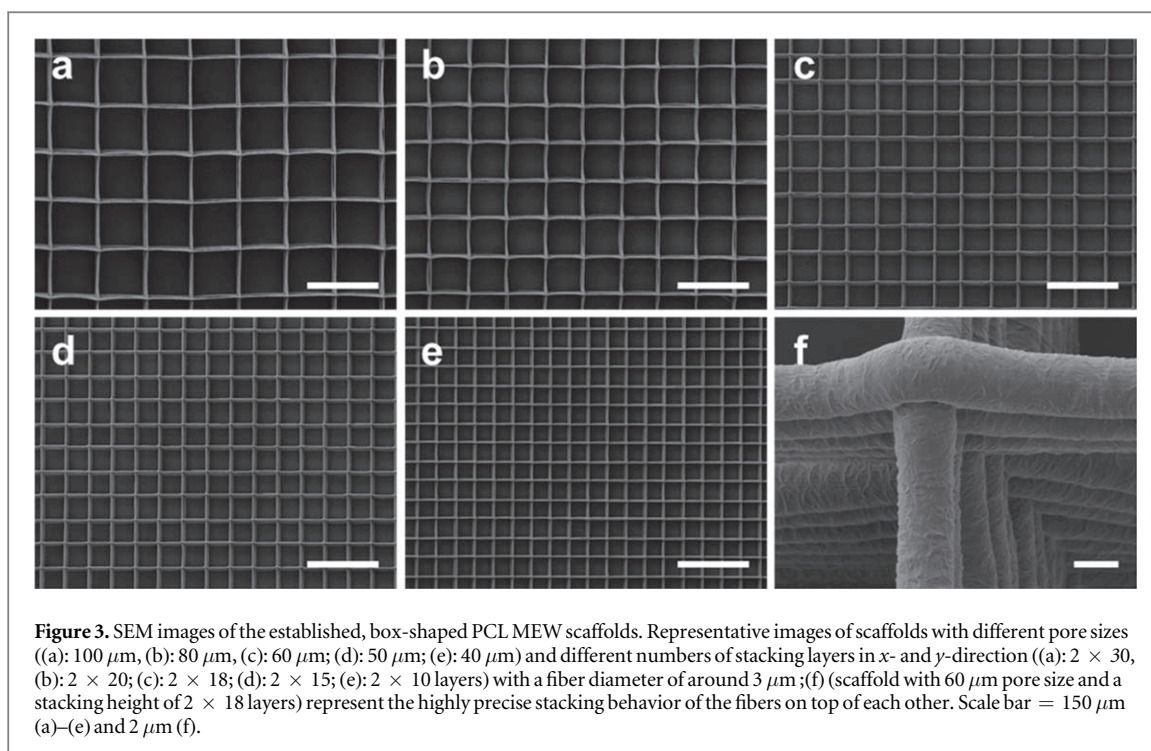 a
b
c
d
e
f
Figure 3. SEM images of the established, box-shaped PCL MEW scaffolds. Representative images of scaffolds with different pore sizes
((a): 100 μm, (b): 80 μm, (c): 60 μm; (d): 50 μm; (e): 40 μm) and different numbers of stacking layers in x- and y-direction ((a): 2 × 30,
(b): 2 × 20; (c): 2 × 18; (d): 2 × 15; (e): 2 × 10 layers) with a fiber diameter of around 3 μm ;(f) (scaffold with 60 μm pore size and a
stacking height of 2 × 18 layers) represent the highly precise stacking behavior of the fibers on top of each other. Scale bar = 150 μm
(a)–(e) and 2 μm (f).